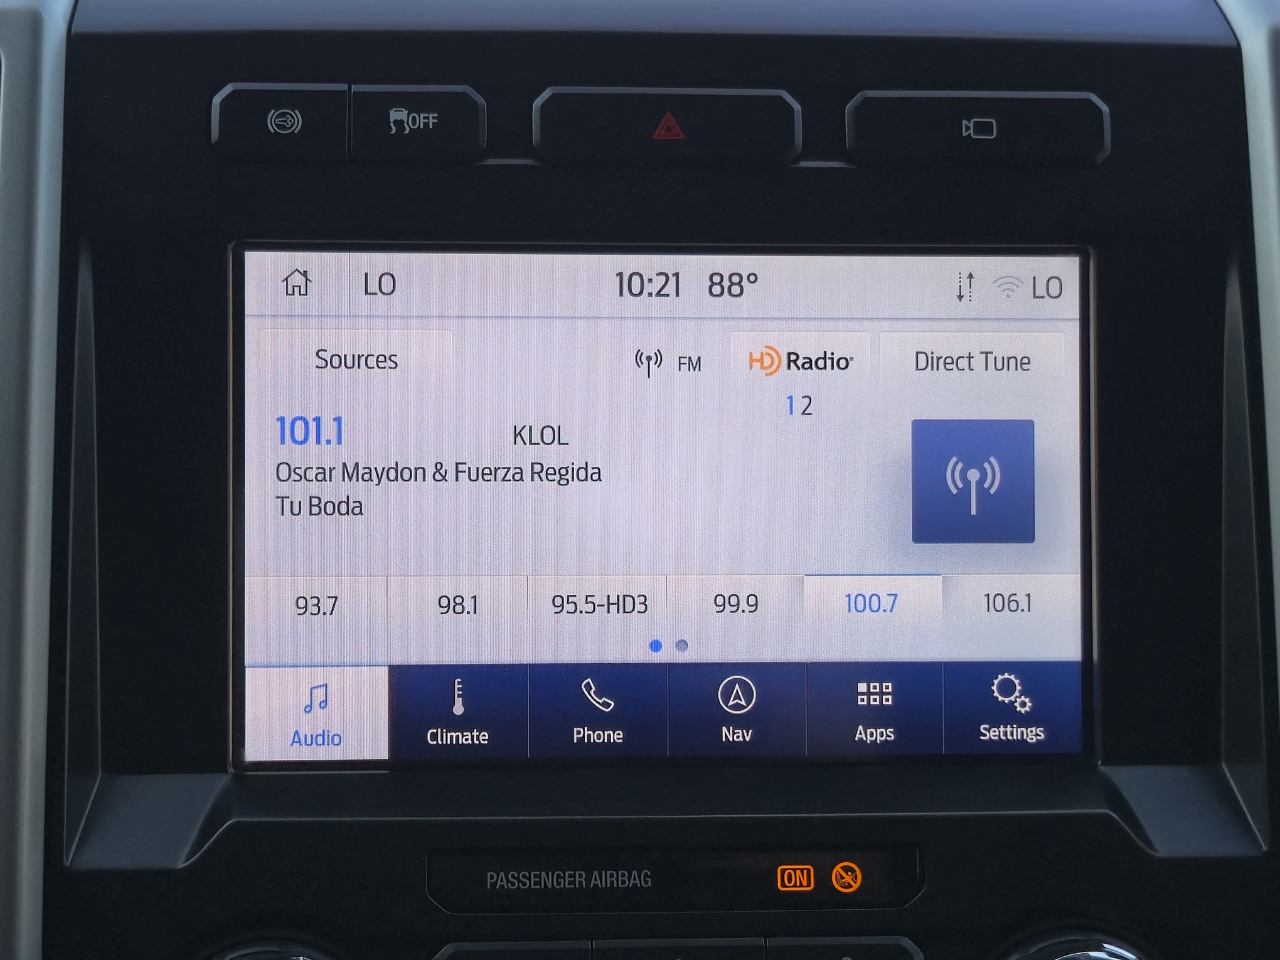 OFF
LO 10:21 88° LO
Sources FM HD Radio Direct Tune
1 2
101.1 KLOL
Oscar Maydon & Fuerza Regida
Tu Boda
93.7 98.1 95.5-HD3 99.9 100.7 106.1
Audio Climate Phone Nav Apps Settings
PASSENGER AIRBAG ON